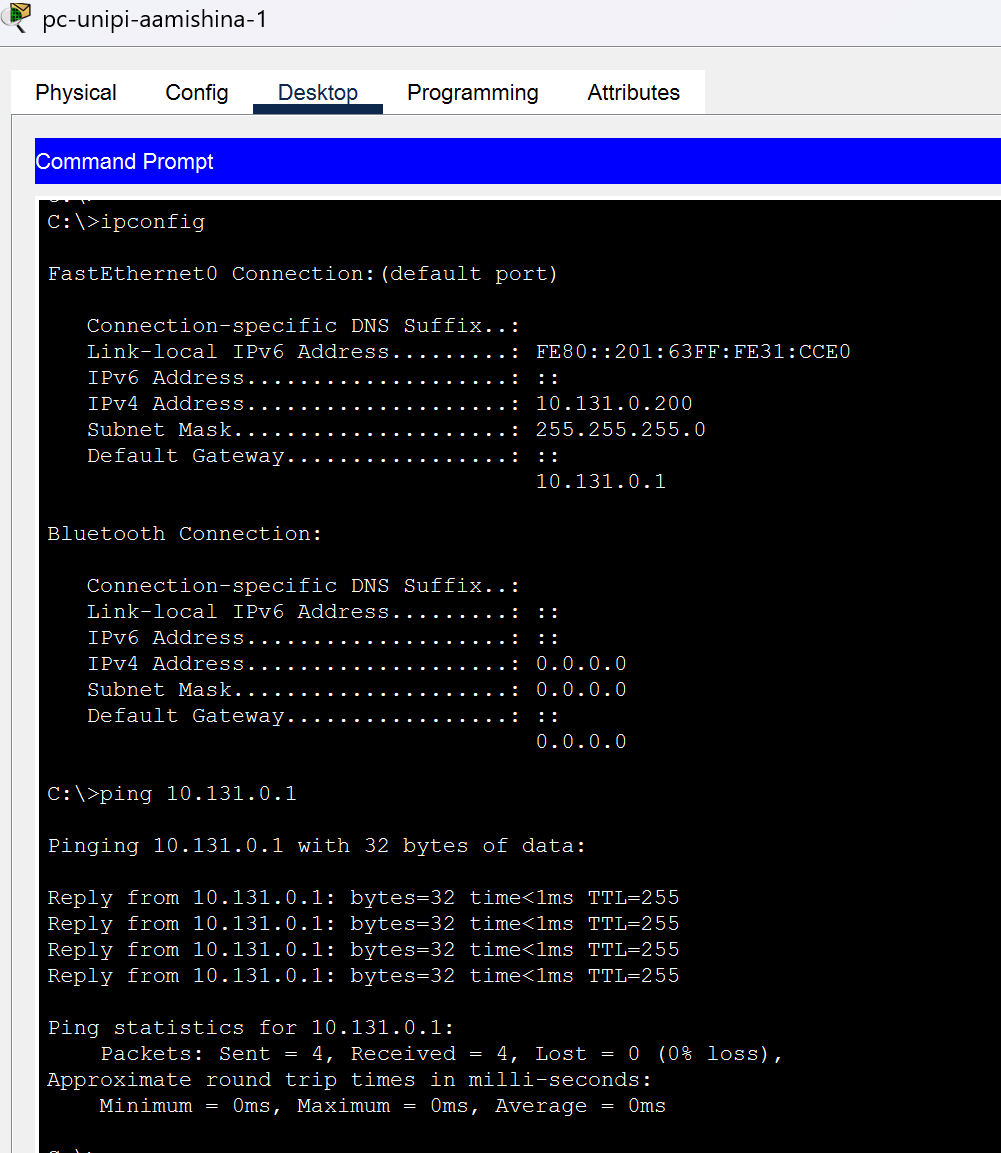 pc-unipi-aamishina-1
Physical Config Desktop Programming Attributes
Command Prompt
C:\>ipconfig
FastEthernet0 Connection:(default port)
Connection-specific DNS Suffix..:
Link-local IPv6 Address.........: FE80::201:63FF:FE31:CCE0
IPv6 Address....................: ::
IPv4 Address....................: 10.131.0.200
Subnet Mask.....................: 255.255.255.0
Default Gateway.................: ::
10.131.0.1
Bluetooth Connection:
Connection-specific DNS Suffix..:
Link-local IPv6 Address.........: ::
IPv6 Address....................: ::
IPv4 Address....................: 0.0.0.0
Subnet Mask.....................: 0.0.0.0
Default Gateway.................: ::
0.0.0.0
C:\>ping 10.131.0.1
Pinging 10.131.0.1 with 32 bytes of data:
Reply from 10.131.0.1: bytes=32 time<1ms TTL=255
Reply from 10.131.0.1: bytes=32 time<1ms TTL=255
Reply from 10.131.0.1: bytes=32 time<1ms TTL=255
Reply from 10.131.0.1: bytes=32 time<1ms TTL=255
Ping statistics for 10.131.0.1:
Packets: Sent = 4, Received = 4, Lost = 0 (0% loss),
Approximate round trip times in milli-seconds:
Minimum = 0ms, Maximum = 0ms, Average = 0ms